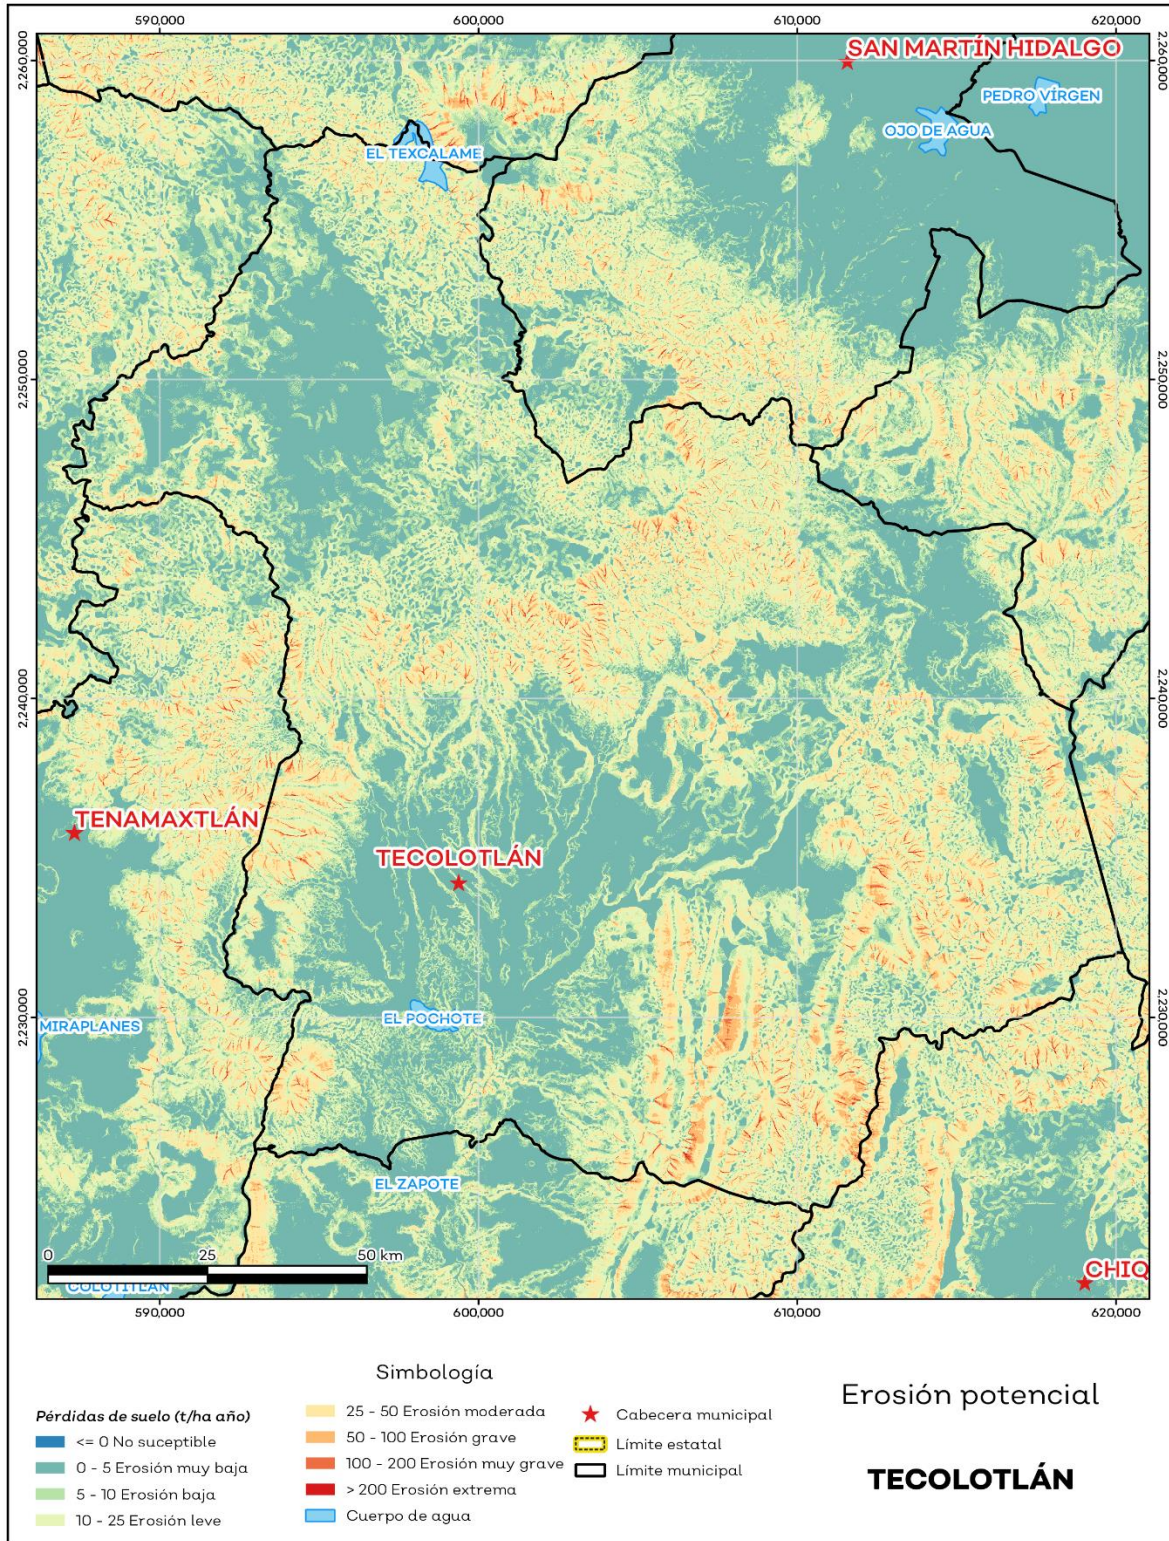 590,000
600,000
610,000
620,000
2,260,000
2,260,000
SAN MARTÍN HIDALGO
PEDRO VÍRGEN
OJO DE AGUA
EL TEXCALAME
2,250,000
2,250,000
2,240,000
2,240,000
TENAMAXTLÁN
TECOLOTLÁN
2,230,000
2,230,000
MIRAPLANES
EL POCHOTE
EL ZAPOTE
0
25
50 km
CHIQ
COLOTITLÁN
590,000
600,000
610,000
620,000
Simbología
Pérdidas de suelo (t/ha año)
<= 0 No suceptible
0 - 5 Erosión muy baja
5 - 10 Erosión baja
10 - 25 Erosión leve
25 - 50 Erosión moderada
50 - 100 Erosión grave
100 - 200 Erosión muy grave
> 200 Erosión extrema
Cuerpo de agua
Cabecera municipal
Límite estatal
Límite municipal
Erosión potencial
TECOLOTLÁN